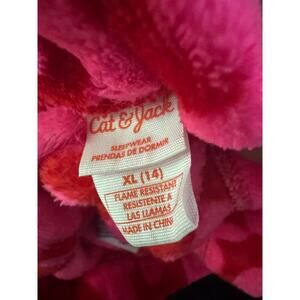 Cat & Jack
SLEEPWEAR
PRENDAS DE DORMIR
XL (14)
FLAME RESISTANT
RESISTENTE A
LAS LLAMAS
MADE IN CHINA